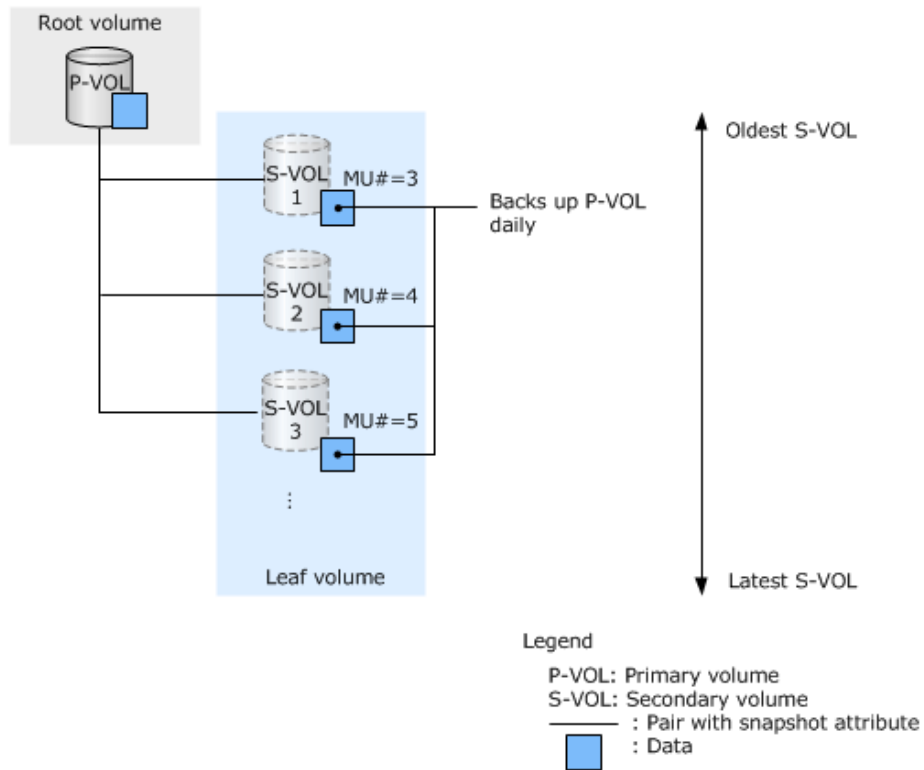 Root volume
P-VOL
Oldest S-VOL
S-VOL
1
MU#=3
Backs up P-VOL
daily
S-VOL
2
MU#=4
S-VOL
3
MU#=5
⋮
Leaf volume
Latest S-VOL
Legend
P-VOL: Primary volume
S-VOL: Secondary volume
: Pair with snapshot attribute
: Data